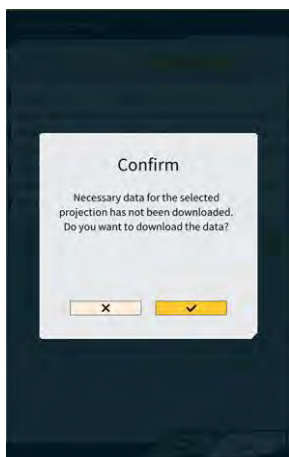 Confirm
Necessary data for the selected
projection has not been downloaded.
Do you want to download the data?